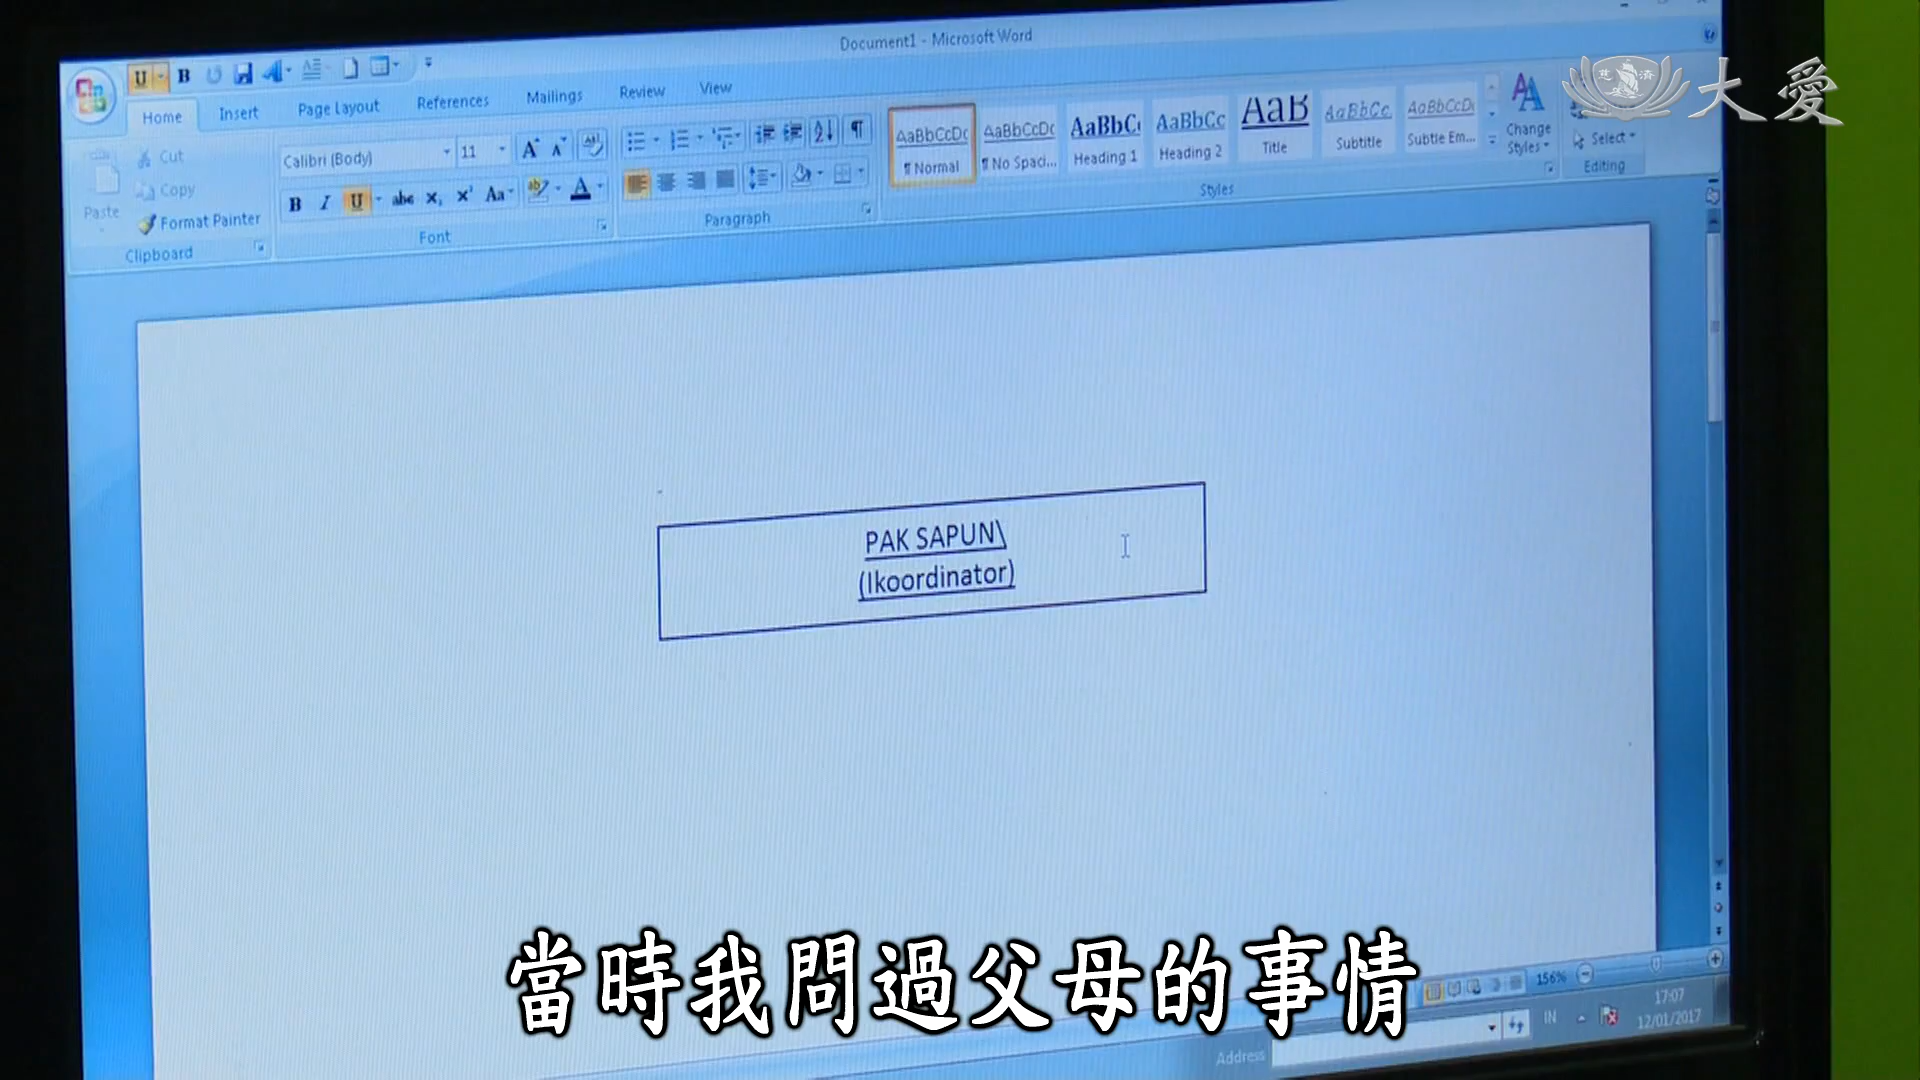 Document1 - Microsoft Word
大愛
Home
Insert
Page Layout
References
Mailings
Review
View
Cut
Copy
Paste
Format Painter
Clipboard
Calibri (Body)
11
Font
Paragraph
AaBbCcDc
¶ Normal
AaBbCcDc
¶ No Spaci...
AaBbC
Heading 1
AaBbCc
Heading 2
AaB
Title
AaBbCc.
Subtitle
AaBbCcDi
Subtle Em...
Change
Styles
Styles
Select
Editing
PAK SAPUN\
(Ikoordinator)
當時我問過父母的事情
156%
Address
IN
17:07
12/01/2017